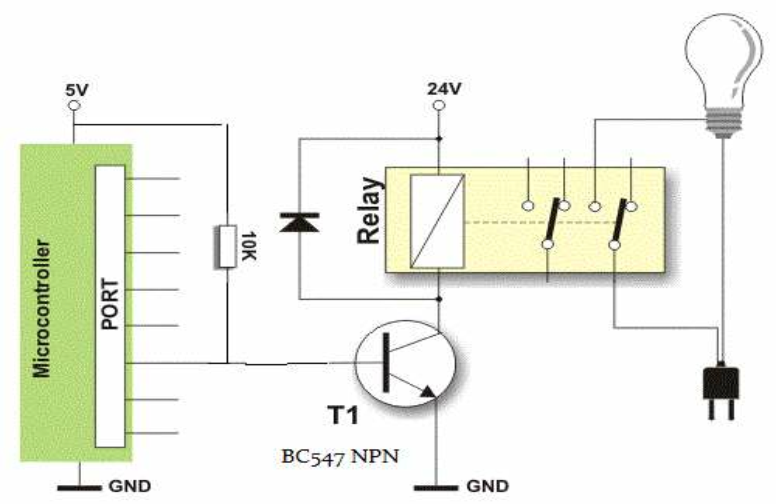 5V
24V
Microcontroller
PORT
10K
Relay
T1
BC547 NPN
GND
GND